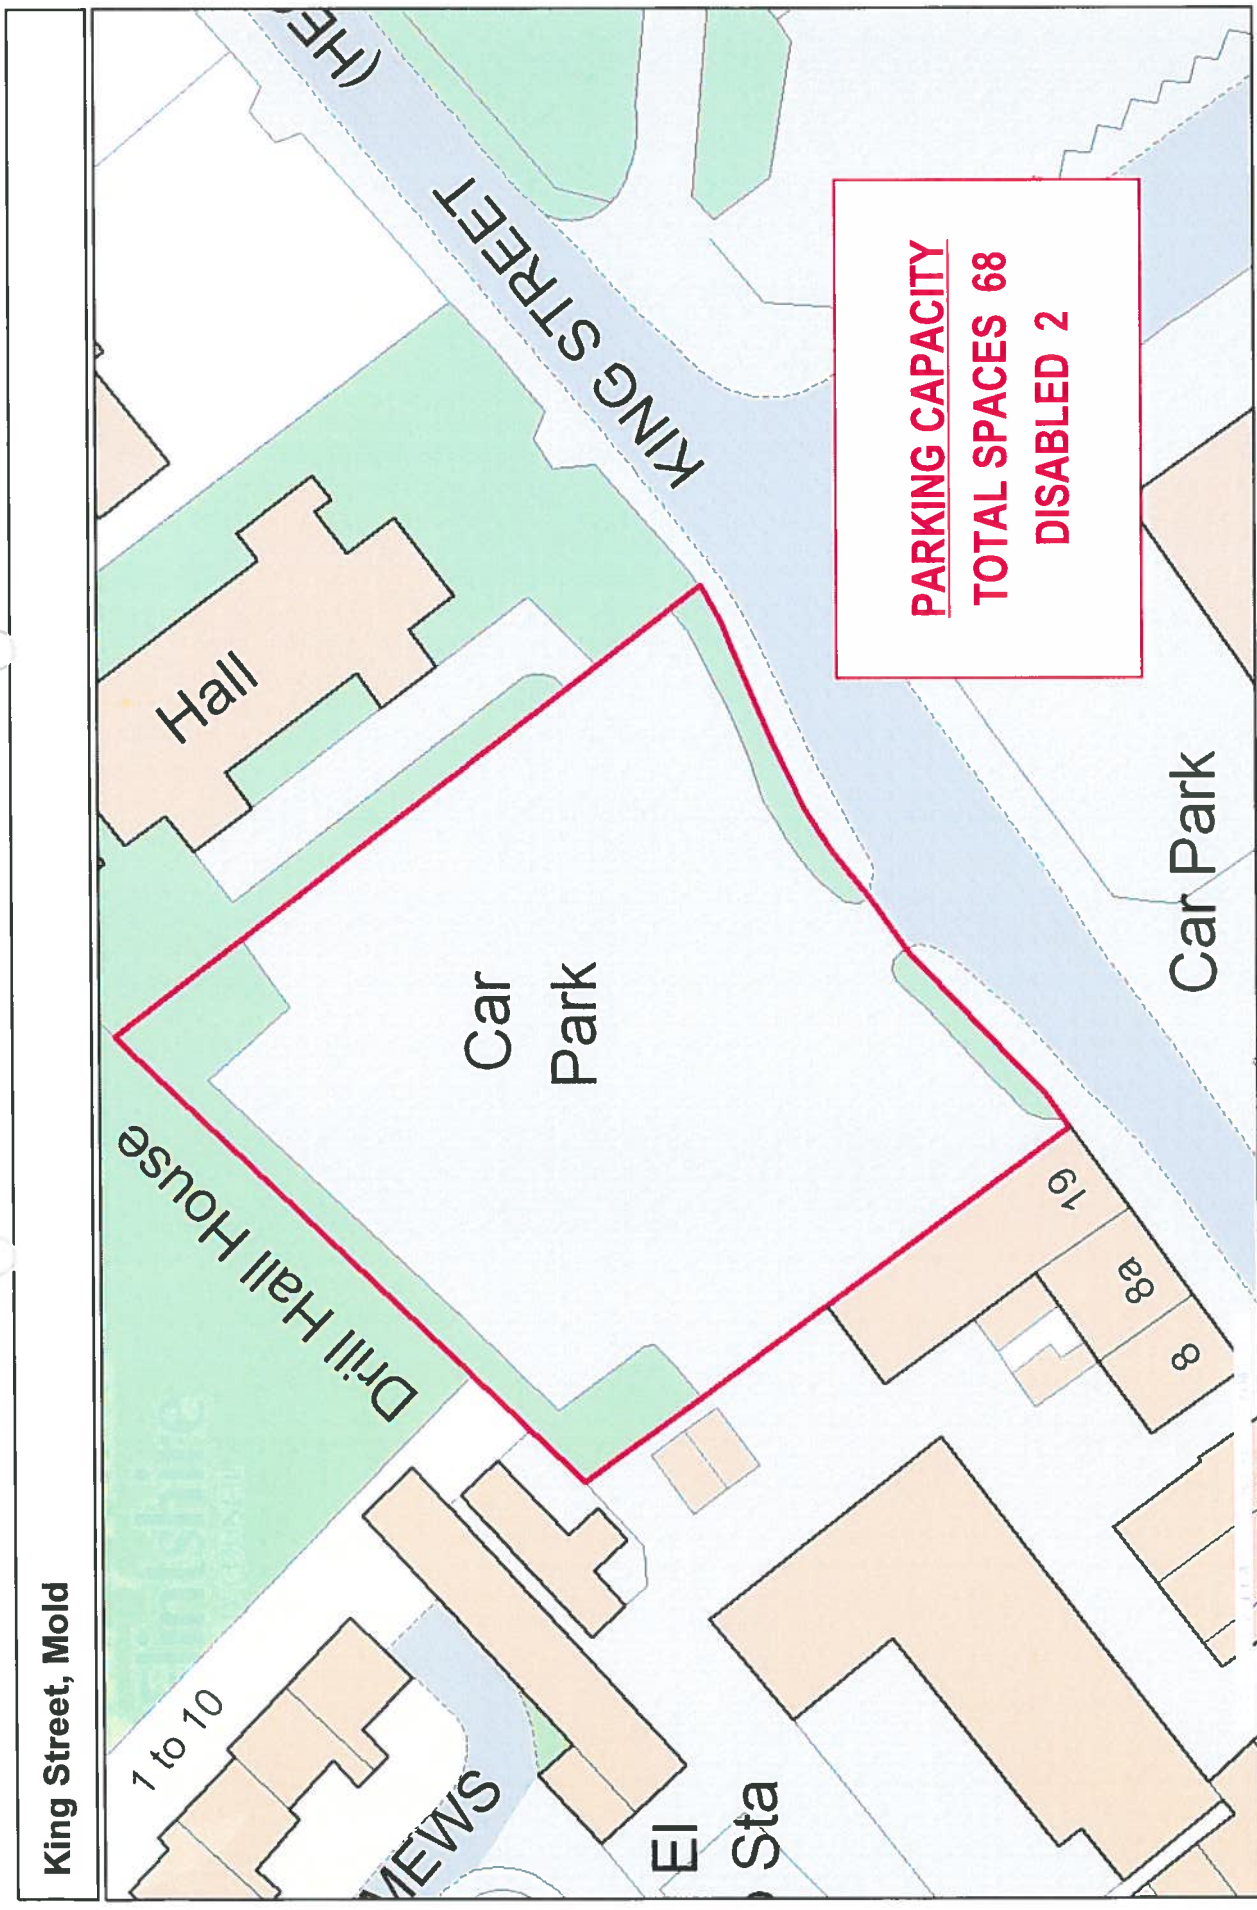 King Street, Mold
1 to 10
Drill Hall House
Hall
(HE
KING STREET
Car
Park
MEWS
El
Sta
19
8a
8
Car Park
PARKING CAPACITY
TOTAL SPACES 68
DISABLED 2